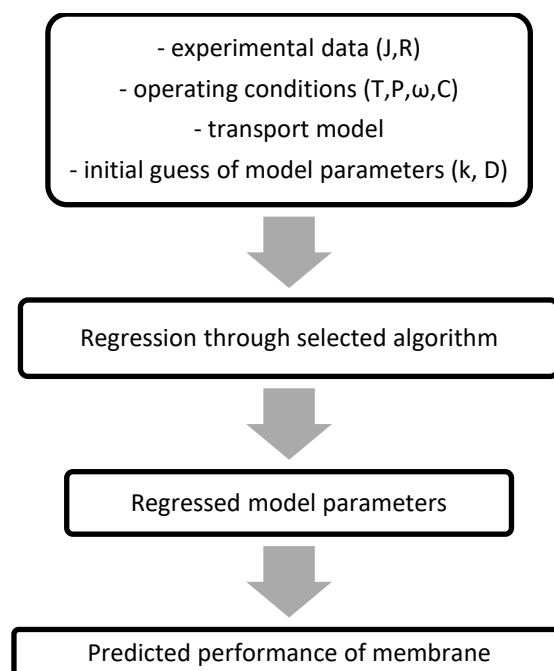 - experimental data (J,R)
- operating conditions (T,P,ω,C)
- transport model
- initial guess of model parameters (k, D)
Regression through selected algorithm
Regressed model parameters
Predicted performance of membrane